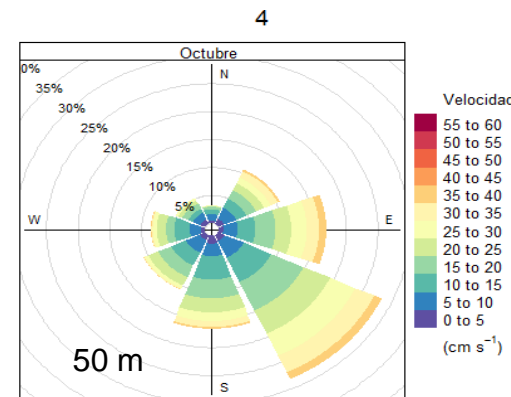 4
Octubre
0%
35%
30%
25%
20%
15%
10%
5%
N
W
E
S
50 m
Velocidad
55 to 60
50 to 55
45 to 50
40 to 45
35 to 40
30 to 35
25 to 30
20 to 25
15 to 20
10 to 15
5 to 10
0 to 5
(cm s⁻¹)